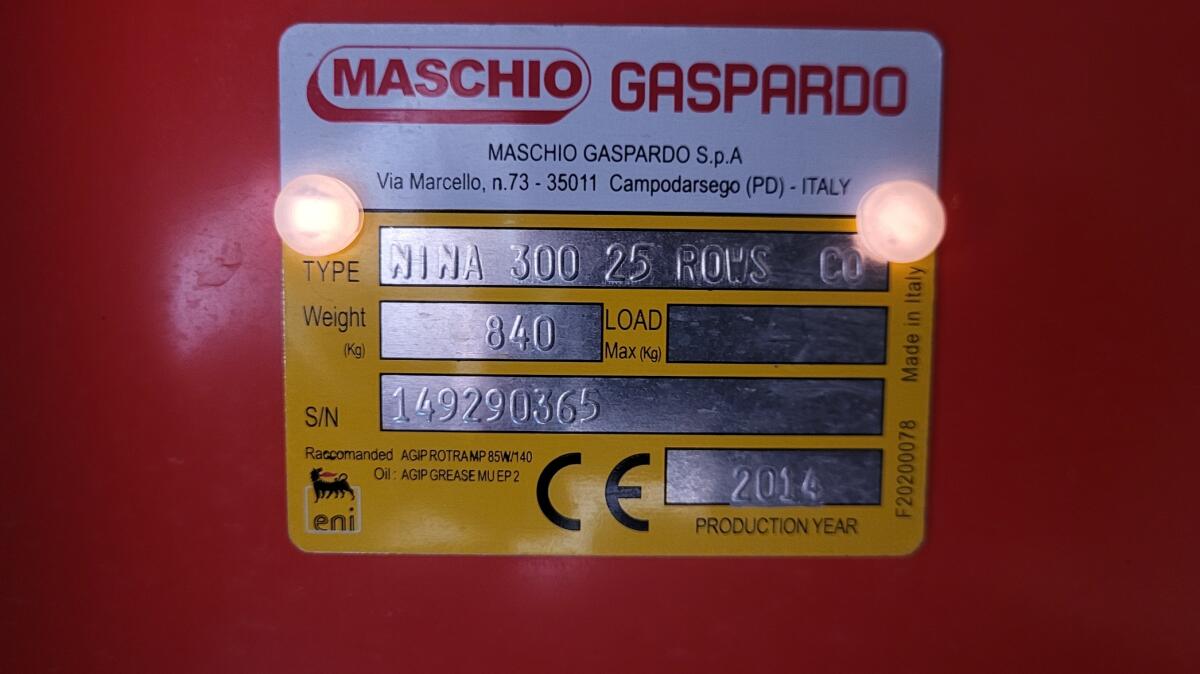 MASCHIO GASPARDO
MASCHIO GASPARDO S.p.A
Via Marcello, n.73 - 35011 Campodarsego (PD) - ITALY
TYPE NINA 300 25 ROWS CO
Weight (Kg) 840 LOAD Max (Kg)
S/N 149290365
Raccomanded AGIP ROTRA MP 85W/140
Oil : AGIP GREASE MU EP 2
eni
CE
2014
PRODUCTION YEAR
Made in Italy
F20200078